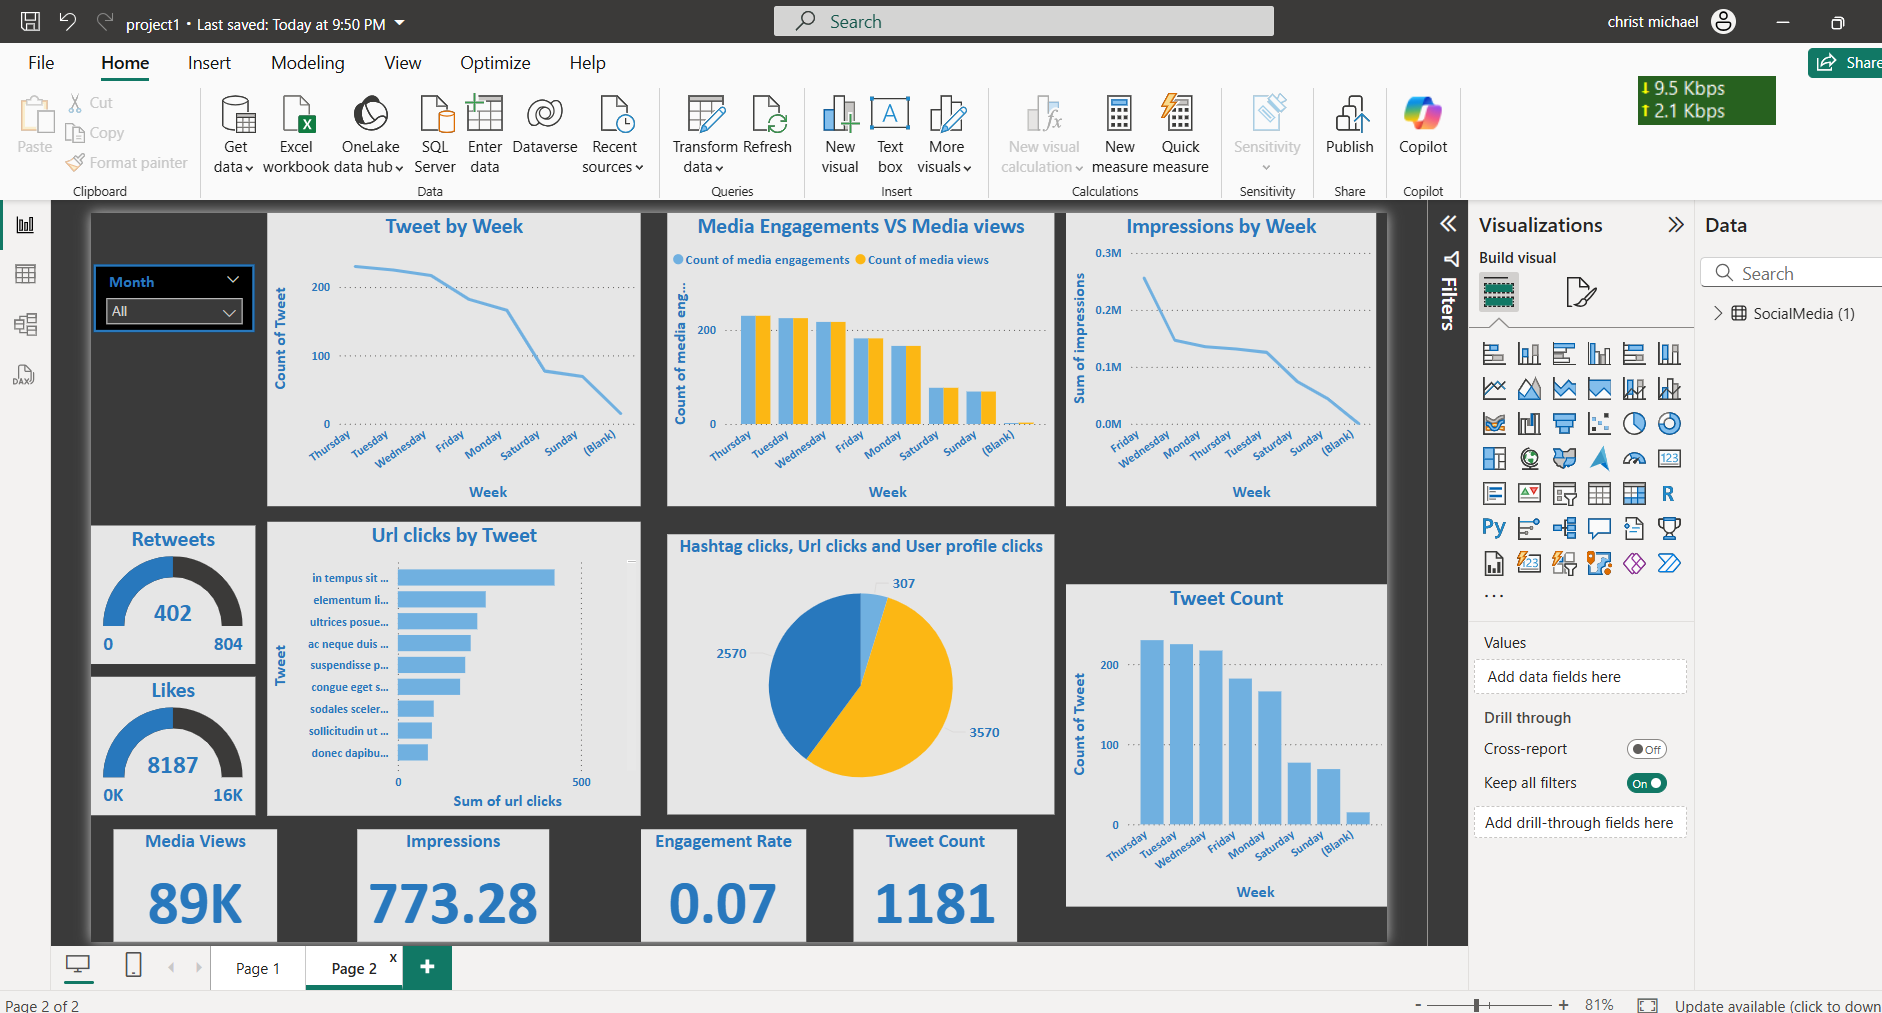 project1 • Last saved: Today at 9:50 PM
Search
christ michael
File
Home
Insert
Modeling
View
Optimize
Help
Share
9.5 Kbps
2.1 Kbps
Paste
Cut
Copy
Format painter
Clipboard
Get
data
Excel
workbook
OneLake
data hub
SQL
Server
Enter
data
Dataverse
Recent
sources
Data
Transform
data
Refresh
Queries
New
visual
Text
box
More
visuals
Insert
New visual
calculation
New
measure
Quick
measure
Calculations
Sensitivity
Sensitivity
Publish
Share
Copilot
Copilot
Month
All
Tweet by Week
Count of Tweet
200
100
0
Thursday
Tuesday
Wednesday
Friday
Monday
Saturday
Sunday
(Blank)
Week
Media Engagements VS Media views
Count of media engagements
Count of media views
Count of media eng...
200
0
Thursday
Tuesday
Wednesday
Friday
Monday
Saturday
Sunday
(Blank)
Week
Impressions by Week
Sum of impressions
0.3M
0.2M
0.1M
0.0M
Friday
Wednesday
Monday
Thursday
Tuesday
Saturday
Sunday
(Blank)
Week
Retweets
402
0
804
Likes
8187
0K
16K
Url clicks by Tweet
Tweet
in tempus sit ...
elementum li...
ultrices posue...
ac neque duis ...
suspendisse p...
congue eget s...
sodales sceler...
sollicitudin ut ...
donec dapibu...
0
500
Sum of url clicks
Hashtag clicks, Url clicks and User profile clicks
307
2570
3570
Tweet Count
Count of Tweet
200
100
0
Thursday
Tuesday
Wednesday
Friday
Monday
Saturday
Sunday
(Blank)
Week
Media Views
89K
Impressions
773.28
Engagement Rate
0.07
Tweet Count
1181
Filters
Visualizations
Build visual
123
R
Py
123
...
Values
Add data fields here
Drill through
Cross-report
Off
Keep all filters
On
Add drill-through fields here
Data
Search
SocialMedia (1)
DAX
Page 1
Page 2
x
+
Page 2 of 2
-
+
81%
Update available (click to down